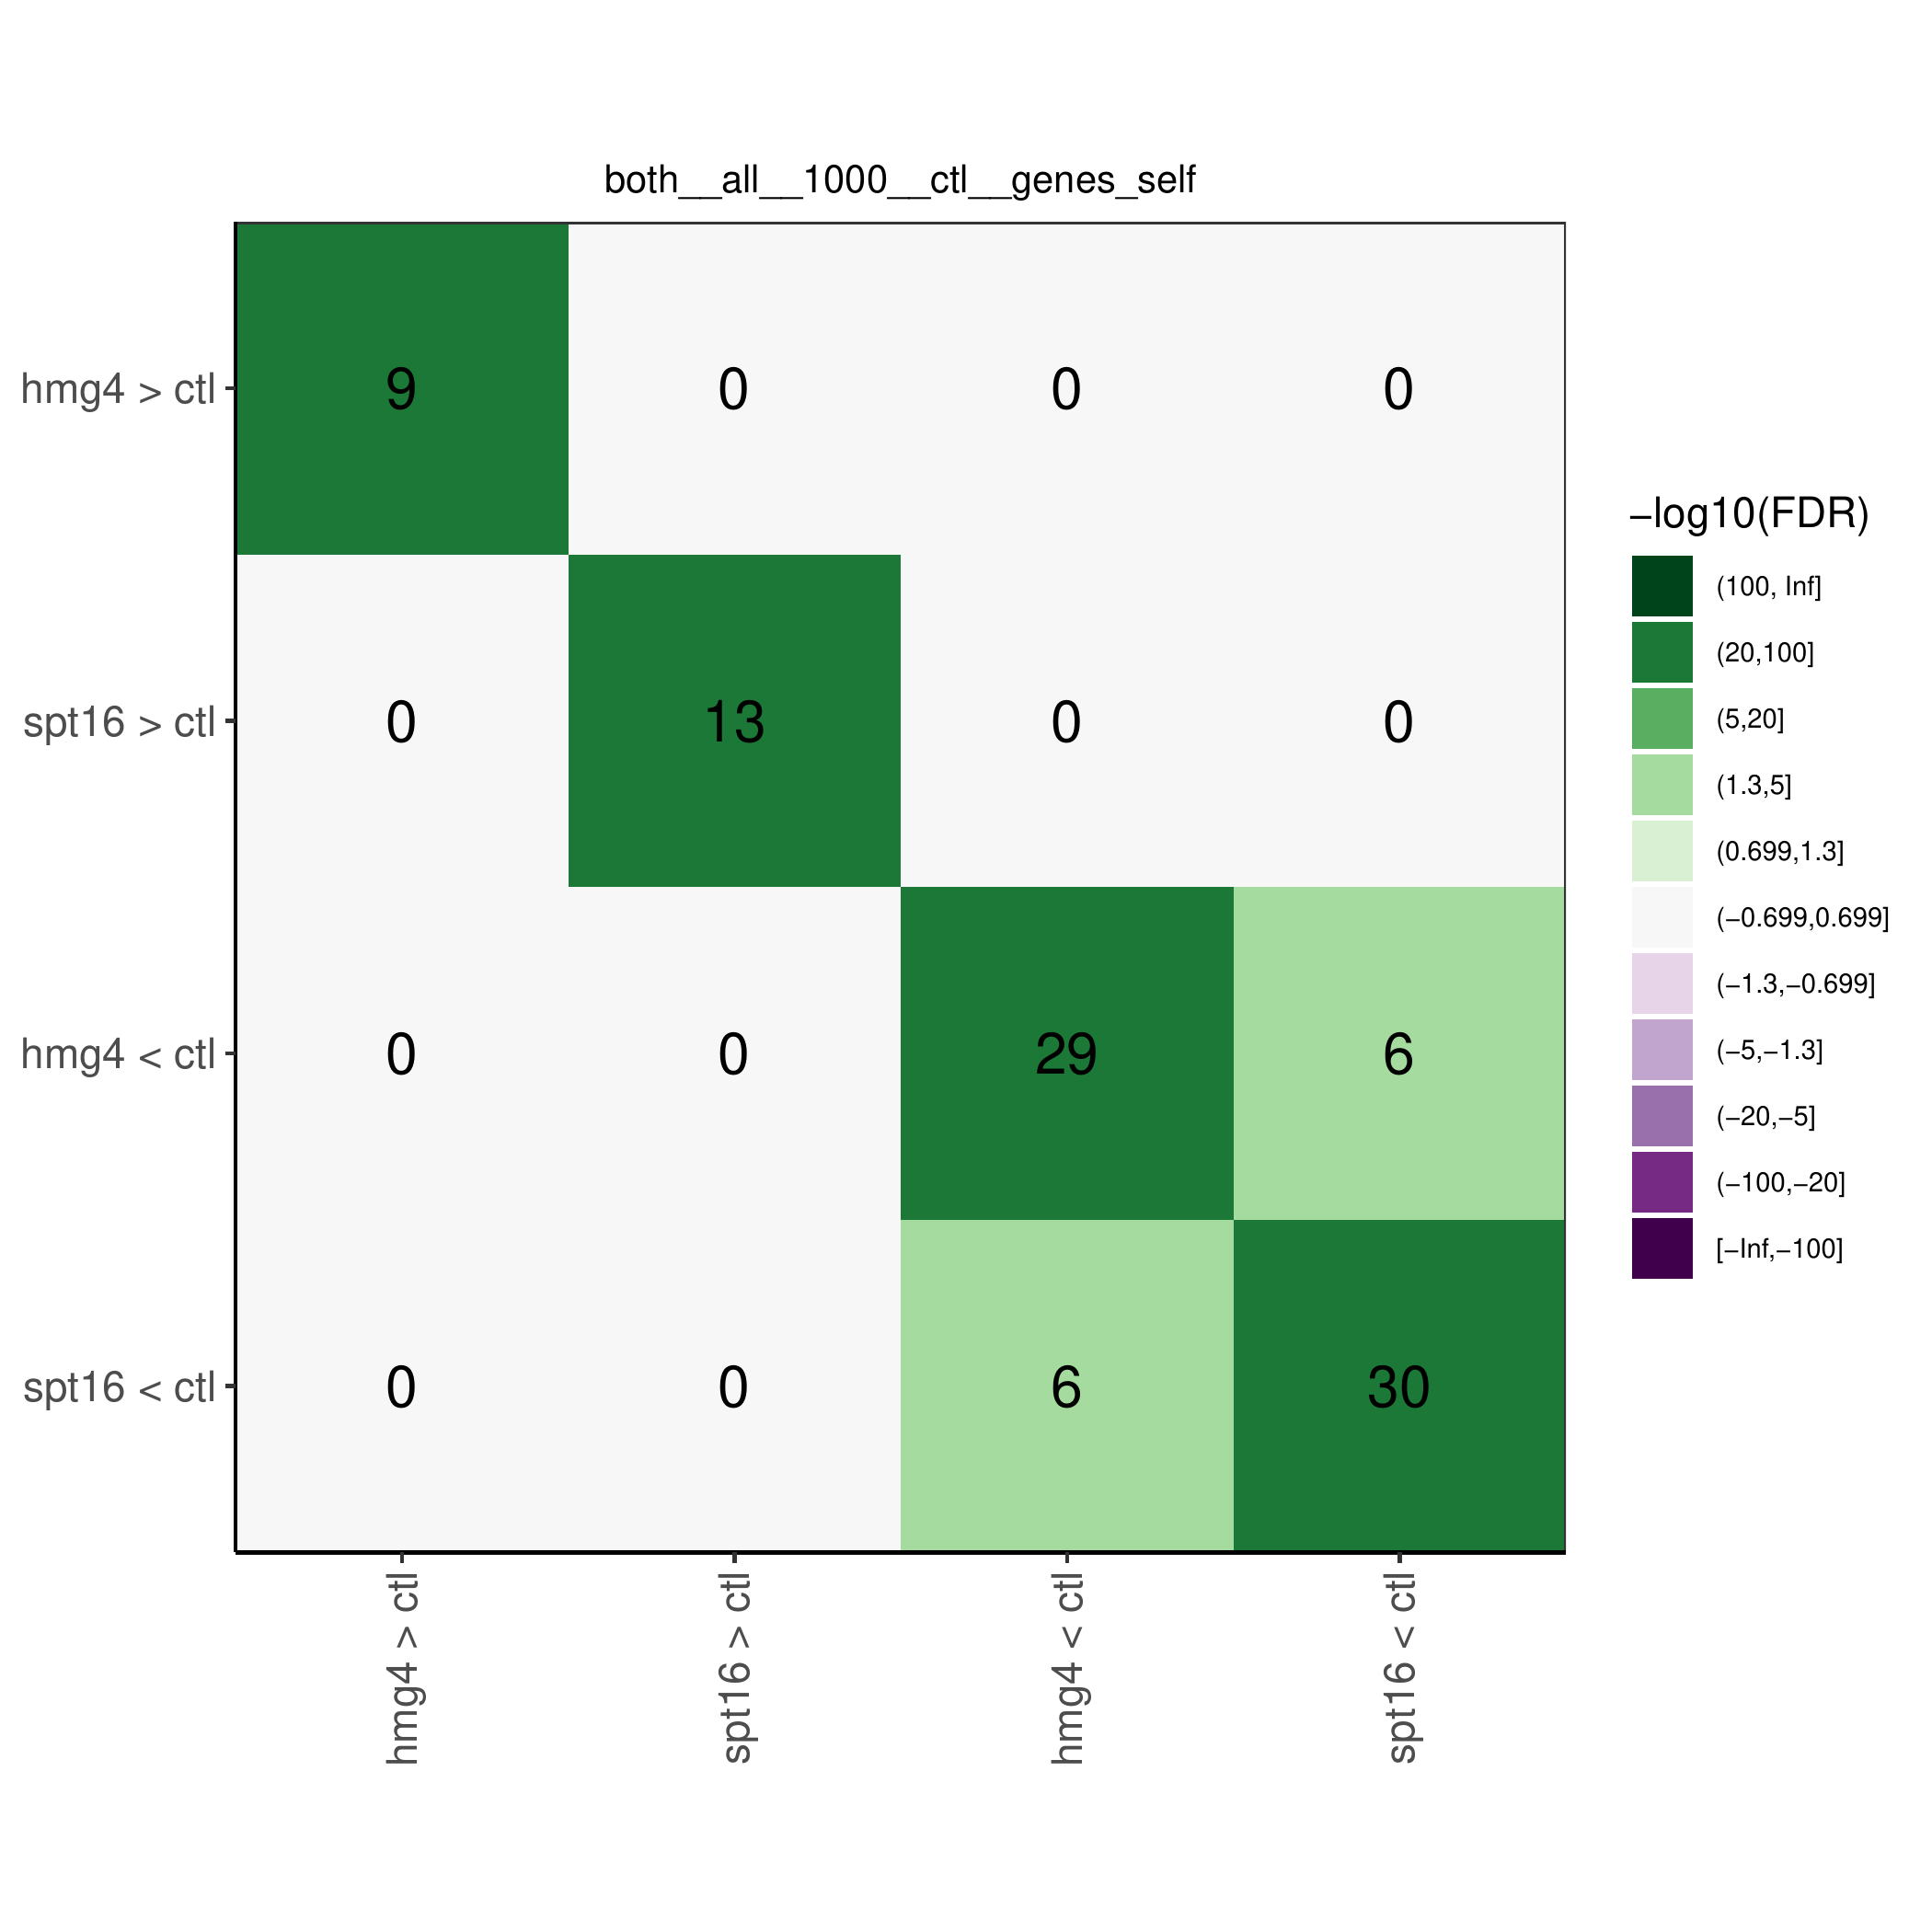 both__all__1000__ctl__genes_self
hmg4 > ctl
9
0
0
0
spt16 > ctl
0
13
0
0
hmg4 < ctl
0
0
29
6
spt16 < ctl
0
0
6
30
hmg4 > ctl
spt16 > ctl
hmg4 < ctl
spt16 < ctl
−log10(FDR)
(100, Inf]
(20,100]
(5,20]
(1.3,5]
(0.699,1.3]
(−0.699,0.699]
(−1.3,−0.699]
(−5,−1.3]
(−20,−5]
(−100,−20]
[−Inf,−100]